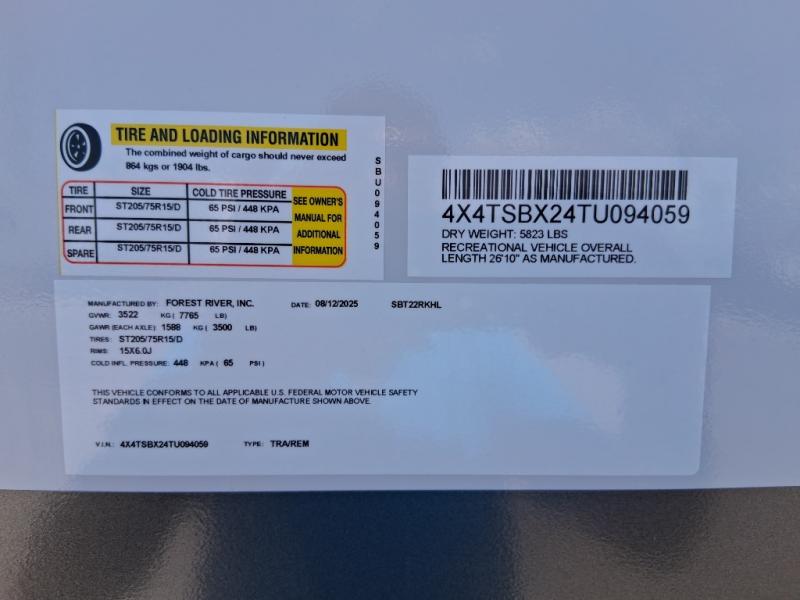 TIRE AND LOADING INFORMATION
The combined weight of cargo should never exceed
864 kgs or 1904 lbs.
TIRE SIZE COLD TIRE PRESSURE
FRONT ST205/75R15/D 65 PSI / 448 KPA
REAR ST205/75R15/D 65 PSI / 448 KPA
SPARE ST205/75R15/D 65 PSI / 448 KPA
SEE OWNER'S
MANUAL FOR
ADDITIONAL
INFORMATION
SBU094059
4X4TSBX24TU094059
DRY WEIGHT: 5823 LBS
RECREATIONAL VEHICLE OVERALL
LENGTH 26'10" AS MANUFACTURED.
MANUFACTURED BY: FOREST RIVER, INC. DATE: 08/12/2025 SBT22RKHL
GVWR: 3522 KG ( 7765 LB)
GAWR (EACH AXLE): 1588 KG ( 3500 LB)
TIRES: ST205/75R15/D
RIMS: 15X6.0J
COLD INFL. PRESSURE: 448 KPA ( 65 PSI )
THIS VEHICLE CONFORMS TO ALL APPLICABLE U.S. FEDERAL MOTOR VEHICLE SAFETY
STANDARDS IN EFFECT ON THE DATE OF MANUFACTURE SHOWN ABOVE.
V.I.N.: 4X4TSBX24TU094059 TYPE: TRA/REM